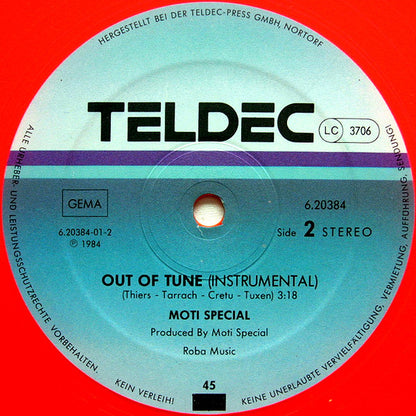 HERGESTELLT BEI DER TELDEC-PRESS GMBH, NORTORF
TELDEC
LC 3706
GEMA
6.20384
6.20384-01-2
Side 2 STEREO
℗ 1984
OUT OF TUNE (INSTRUMENTAL)
(Thiers - Tarrach - Cretu - Tuxen) 3:18
MOTI SPECIAL
Produced By Moti Special
Roba Music
45
ALLE URHEBER- UND LEISTUNGSSCHUTZRECHTE VORBEHALTEN.
KEIN VERLEIH! KEINE UNERLAUBTE VERVIELFÄLTIGUNG, VERMIETUNG, AUFFÜHRUNG, SENDUNG!